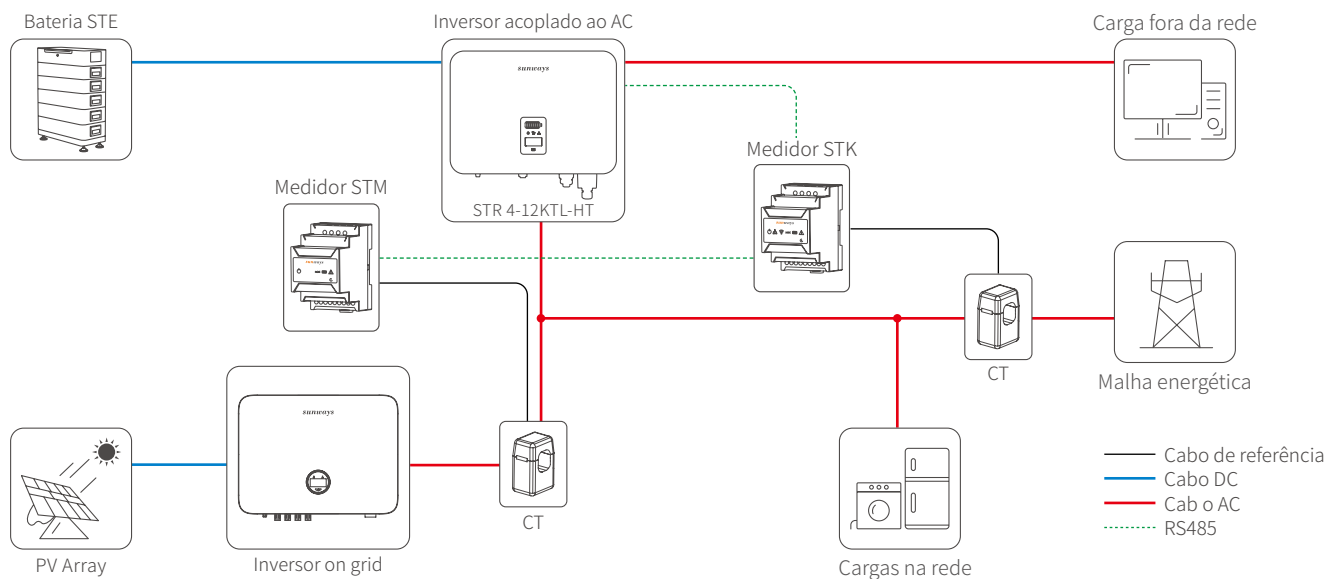 Bateria STE
Inversor acoplado ao AC
Carga fora da rede
sunways
Medidor STK
Medidor STM
STR 4-12KTL-HT
sunways
sunways
CT
Malha energética
sunways
Cabo de referência
Cabo DC
Cab o AC
RS485
CT
PV Array
Inversor on grid
Cargas na rede